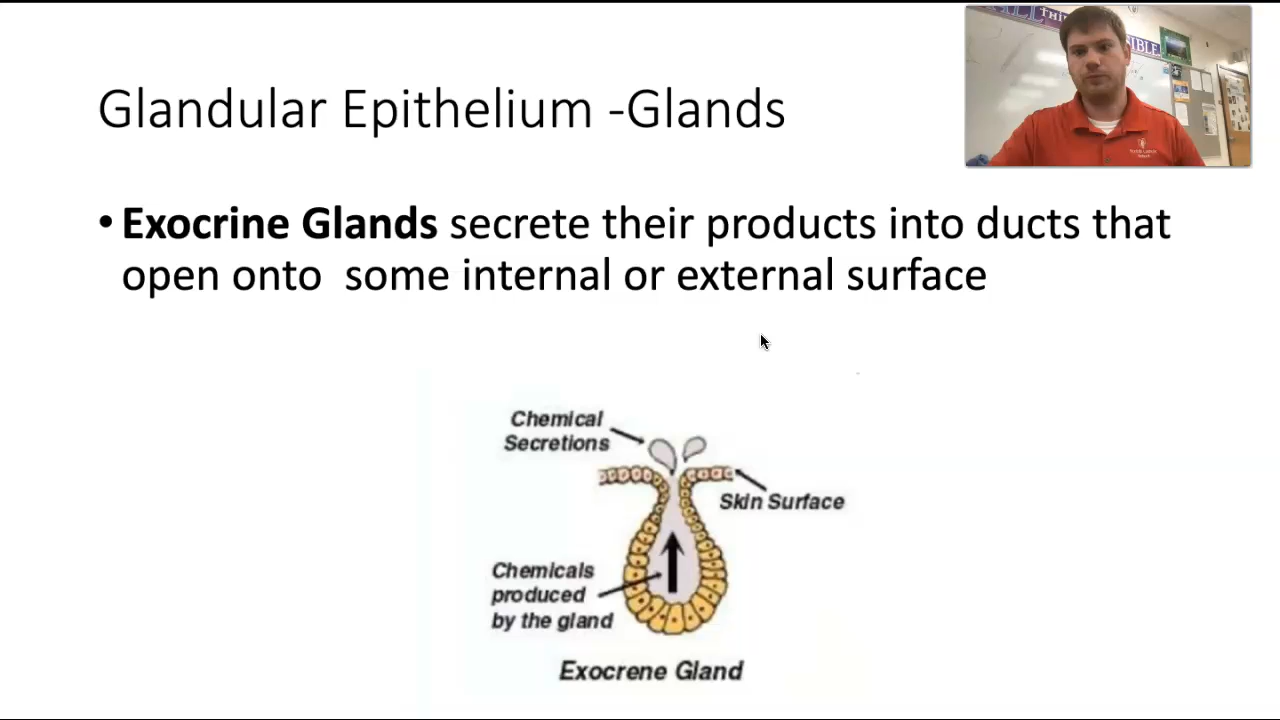 Glandular Epithelium -Glands
• Exocrine Glands secrete their products into ducts that
open onto some internal or external surface
Chemical
Secretions
Skin Surface
Chemicals
produced
by the gland
Exocrene Gland